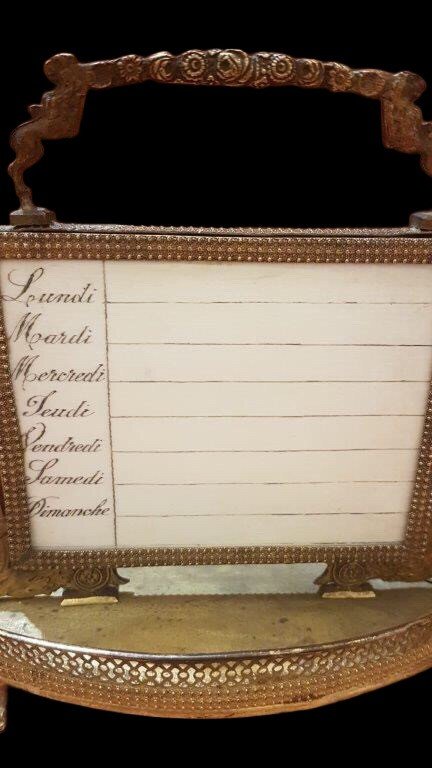 Lundi
Mardi
Mercredi
Jeudi
Vendredi
Samedi
Dimanche